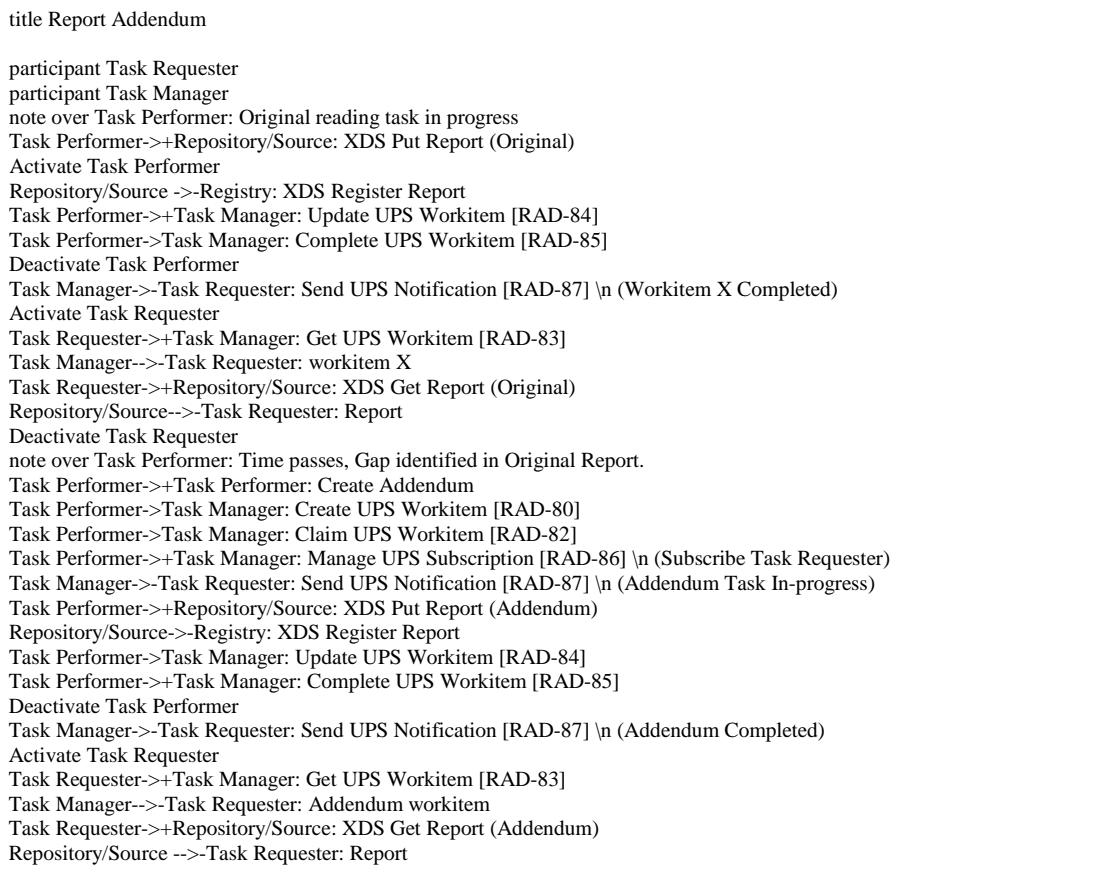 title Report Addendum
participant Task Requester
participant Task Manager
note over Task Performer: Original reading task in progress
Task Performer->+Repository/Source: XDS Put Report (Original)
Activate Task Performer
Repository/Source ->-Registry: XDS Register Report
Task Performer->+Task Manager: Update UPS Workitem [RAD-84]
Task Performer->Task Manager: Complete UPS Workitem [RAD-85]
Deactivate Task Performer
Task Manager->-Task Requester: Send UPS Notification [RAD-87] \n (Workitem X Completed)
Activate Task Requester
Task Requester->+Task Manager: Get UPS Workitem [RAD-83]
Task Manager-->-Task Requester: workitem X
Task Requester->+Repository/Source: XDS Get Report (Original)
Repository/Source-->-Task Requester: Report
Deactivate Task Requester
note over Task Performer: Time passes, Gap identified in Original Report.
Task Performer->+Task Performer: Create Addendum
Task Performer->Task Manager: Create UPS Workitem [RAD-80]
Task Performer->Task Manager: Claim UPS Workitem [RAD-82]
Task Performer->+Task Manager: Manage UPS Subscription [RAD-86] \n (Subscribe Task Requester)
Task Manager->-Task Requester: Send UPS Notification [RAD-87] \n (Addendum Task In-progress)
Task Performer->+Repository/Source: XDS Put Report (Addendum)
Repository/Source->-Registry: XDS Register Report
Task Performer->Task Manager: Update UPS Workitem [RAD-84]
Task Performer->+Task Manager: Complete UPS Workitem [RAD-85]
Deactivate Task Performer
Task Manager->-Task Requester: Send UPS Notification [RAD-87] \n (Addendum Completed)
Activate Task Requester
Task Requester->+Task Manager: Get UPS Workitem [RAD-83]
Task Manager-->-Task Requester: Addendum workitem
Task Requester->+Repository/Source: XDS Get Report (Addendum)
Repository/Source -->-Task Requester: Report